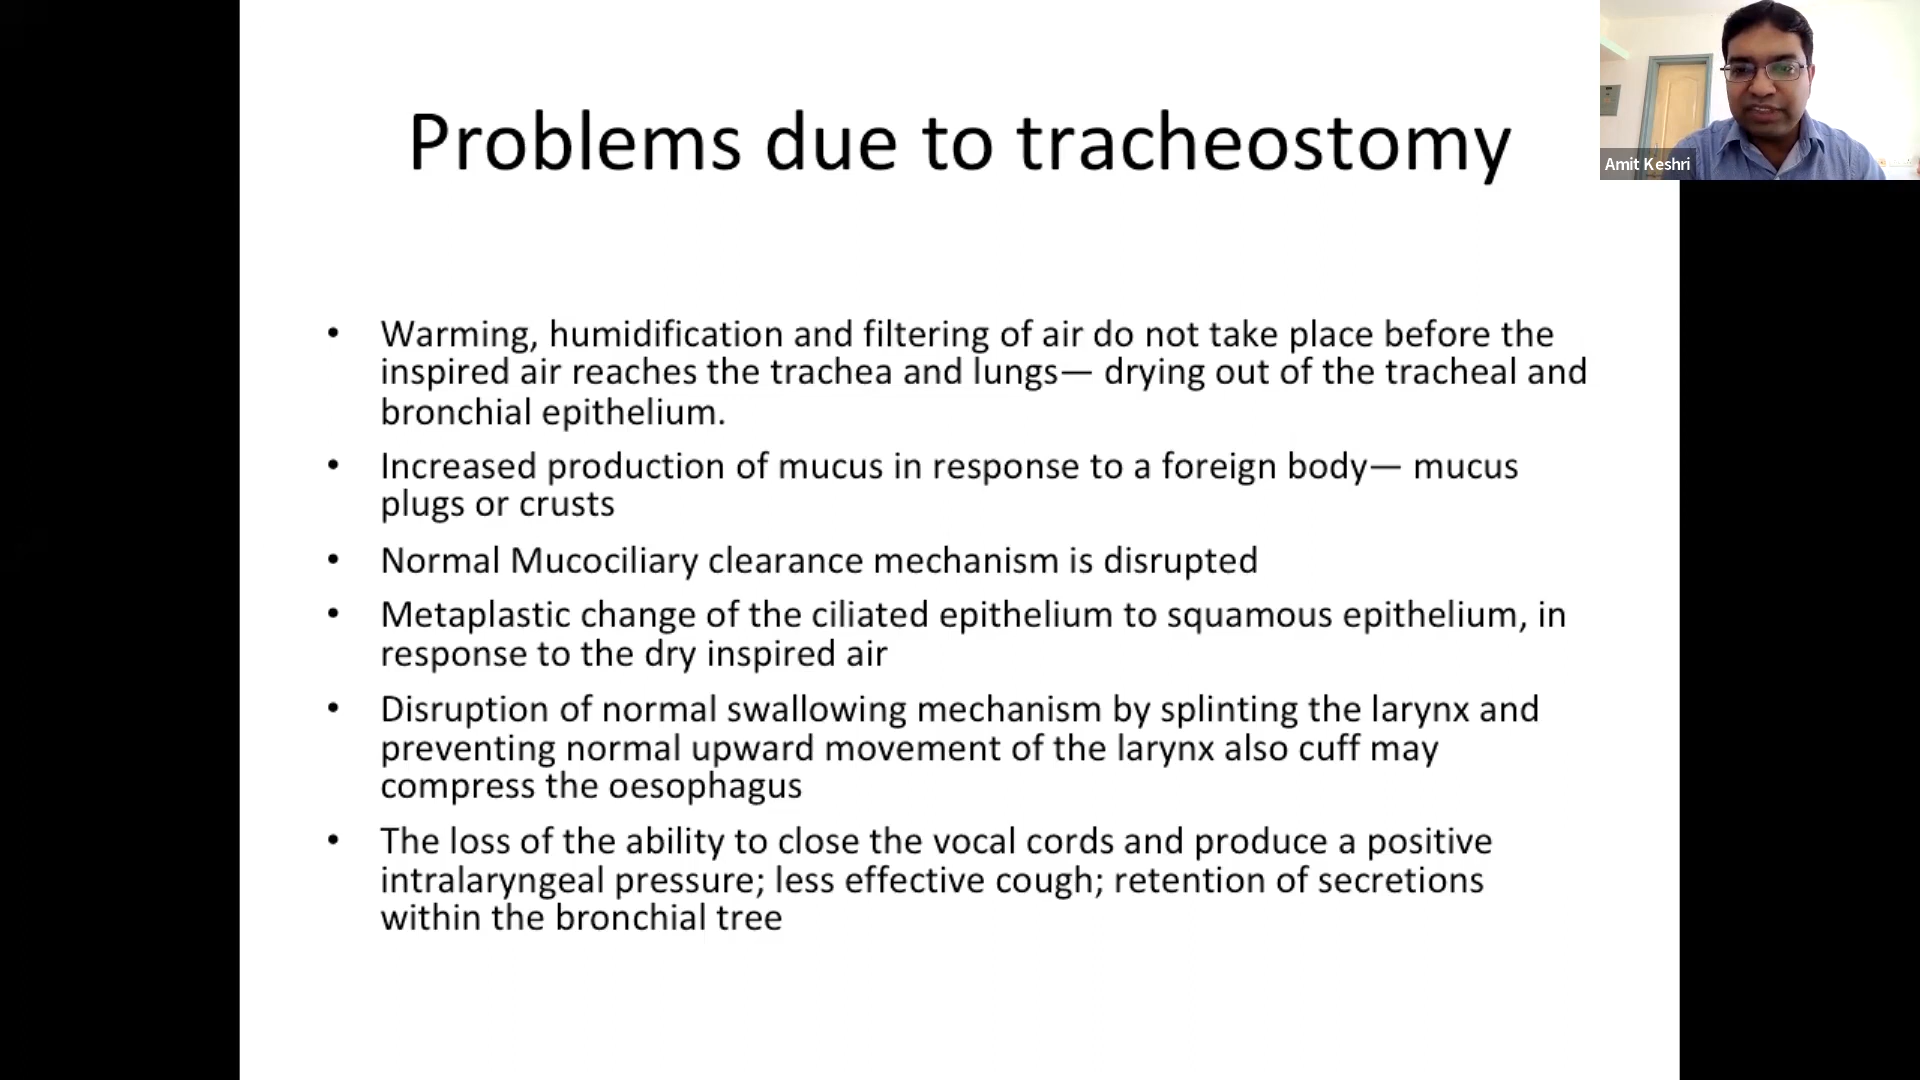 Problems due to tracheostomy
Amit Keshri
• Warming, humidification and filtering of air do not take place before the
inspired air reaches the trachea and lungs— drying out of the tracheal and
bronchial epithelium.
• Increased production of mucus in response to a foreign body— mucus
plugs or crusts
• Normal Mucociliary clearance mechanism is disrupted
• Metaplastic change of the ciliated epithelium to squamous epithelium, in
response to the dry inspired air
• Disruption of normal swallowing mechanism by splinting the larynx and
preventing normal upward movement of the larynx also cuff may
compress the oesophagus
• The loss of the ability to close the vocal cords and produce a positive
intralaryngeal pressure; less effective cough; retention of secretions
within the bronchial tree